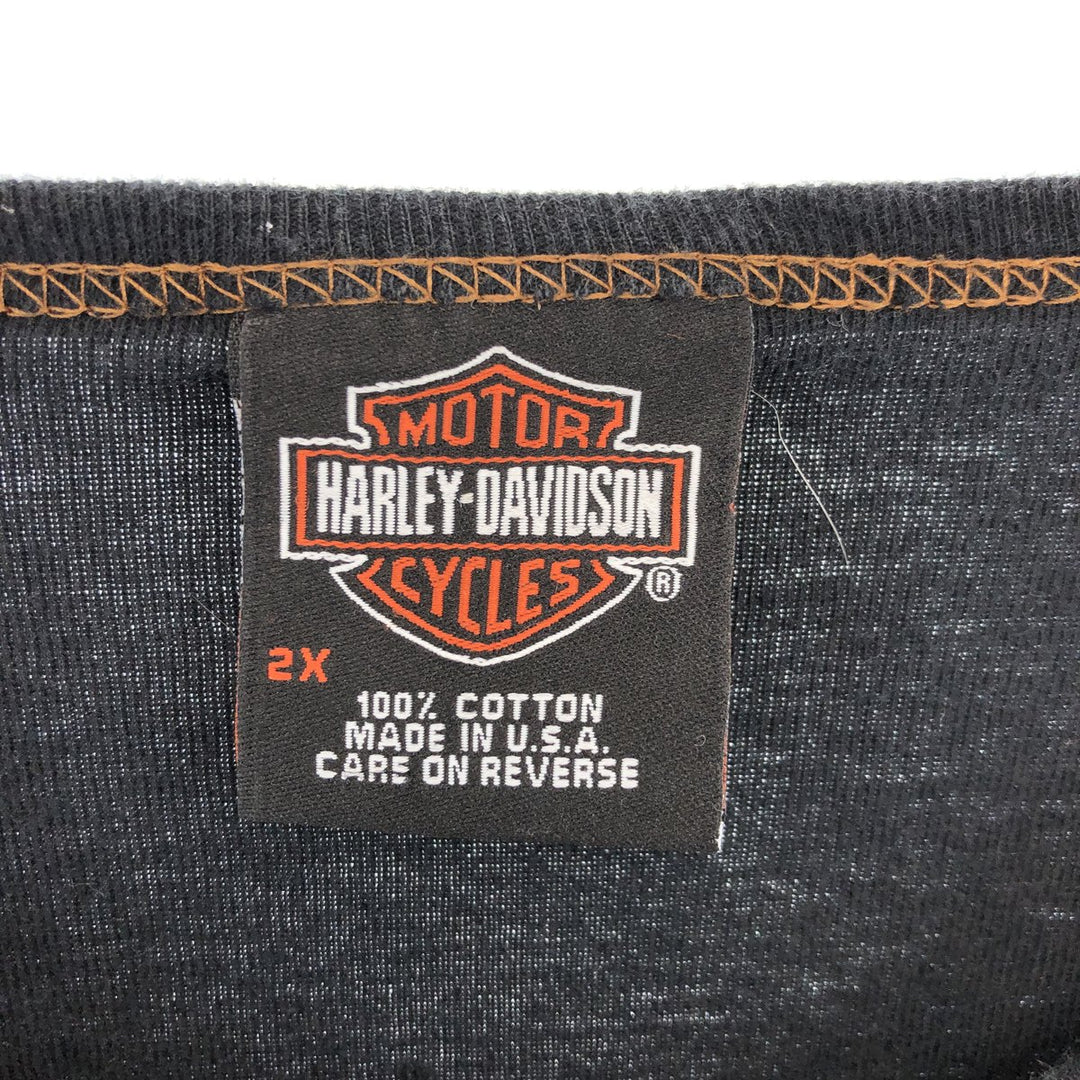 MOTOR
HARLEY-DAVIDSON
CYCLES
®
2X
100% COTTON
MADE IN U.S.A.
CARE ON REVERSE